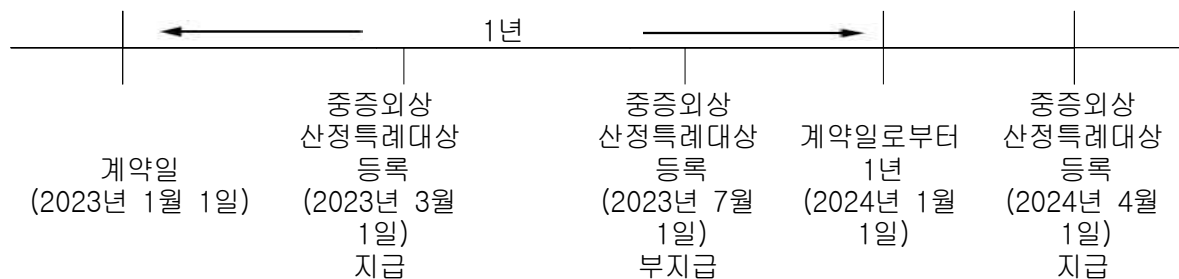 1년
계약일
(2023년 1월 1일)
중증외상
산정특례대상
등록
(2023년 3월
1일)
지급
중증외상
산정특례대상
등록
(2023년 7월
1일)
부지급
계약일로부터
1년
(2024년 1월
1일)
중증외상
산정특례대상
등록
(2024년 4월
1일)
지급